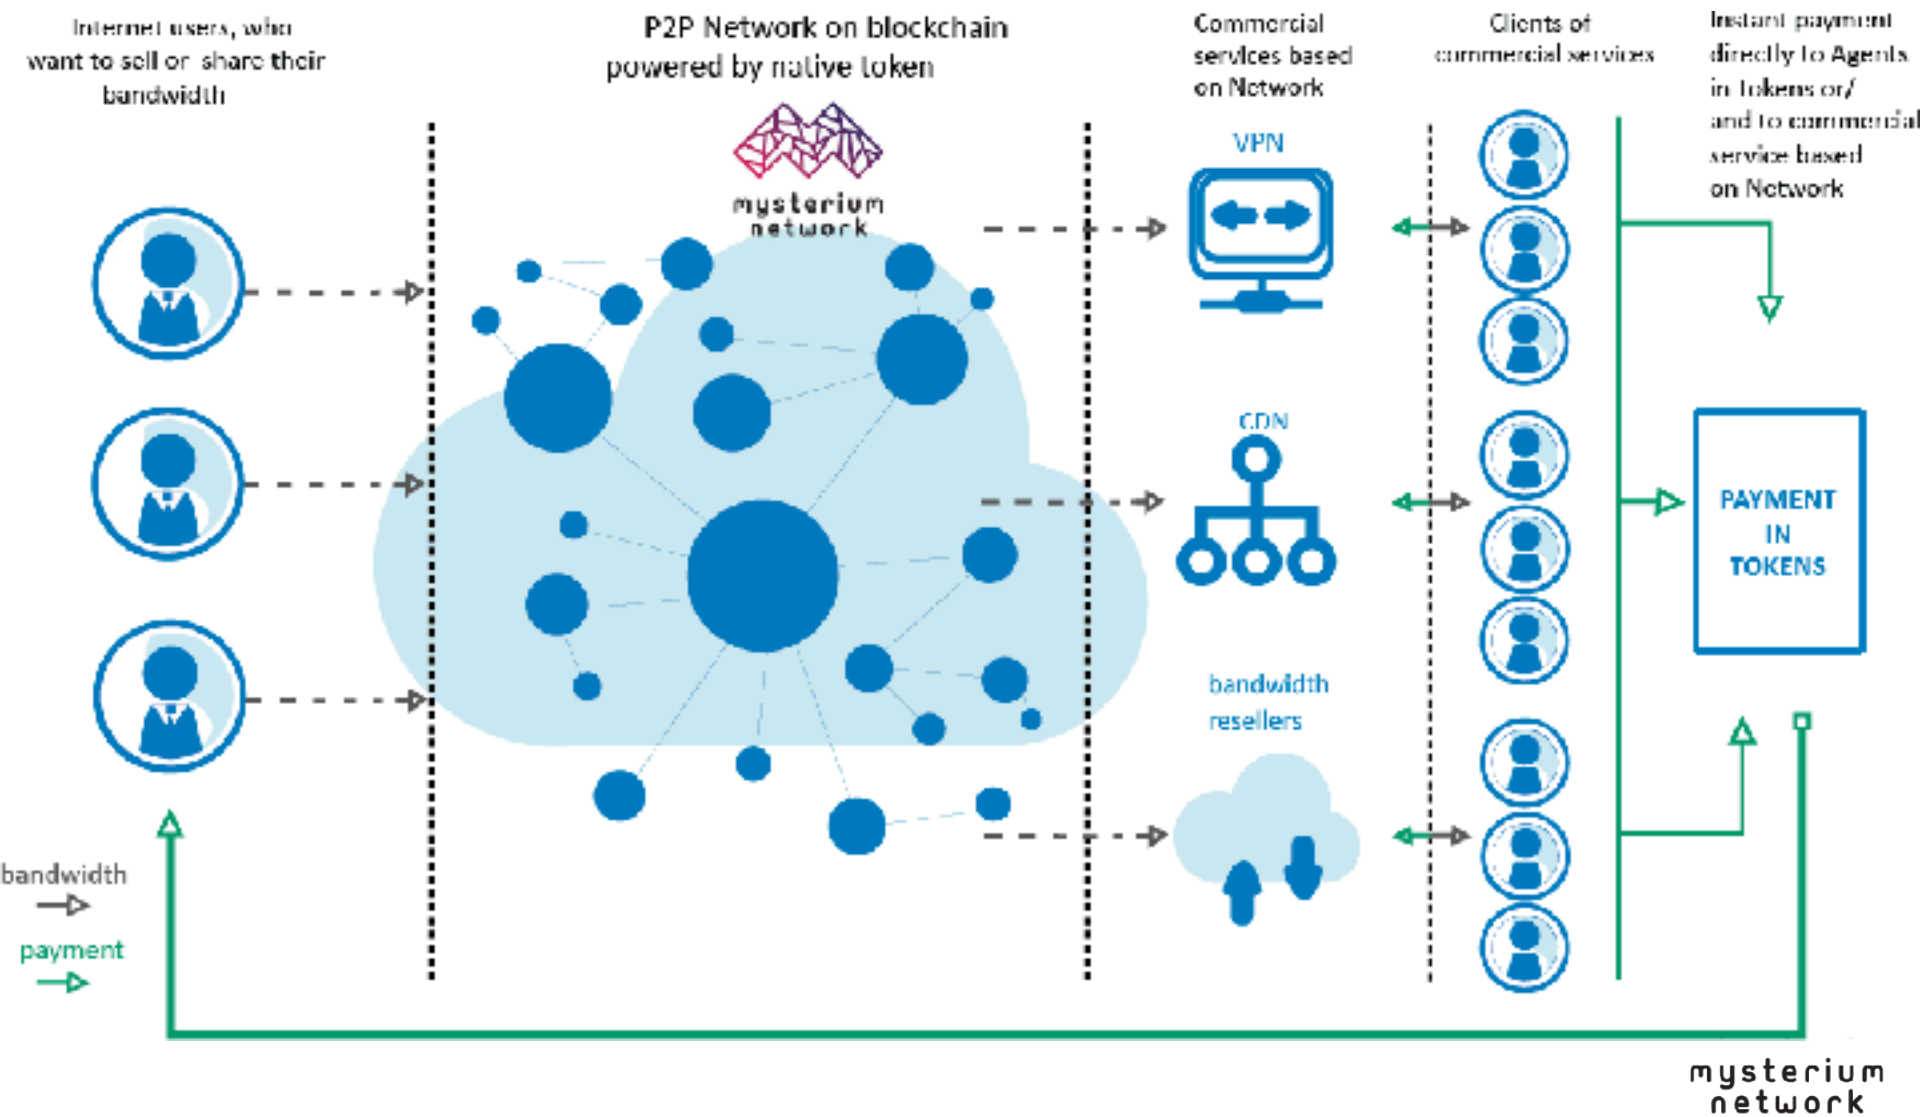 Internet users, who
want to sell or share their
bandwidth
P2P Network on blockchain
powered by native token
mysterium
network
Commercial
services based
on Network
Clients of
commercial services
Instant payment
directly to Agents
in tokens or/
and to commercial
service based
on Network
VPN
CDN
bandwidth
resellers
PAYMENT
IN
TOKENS
bandwidth
payment
mysterium
network